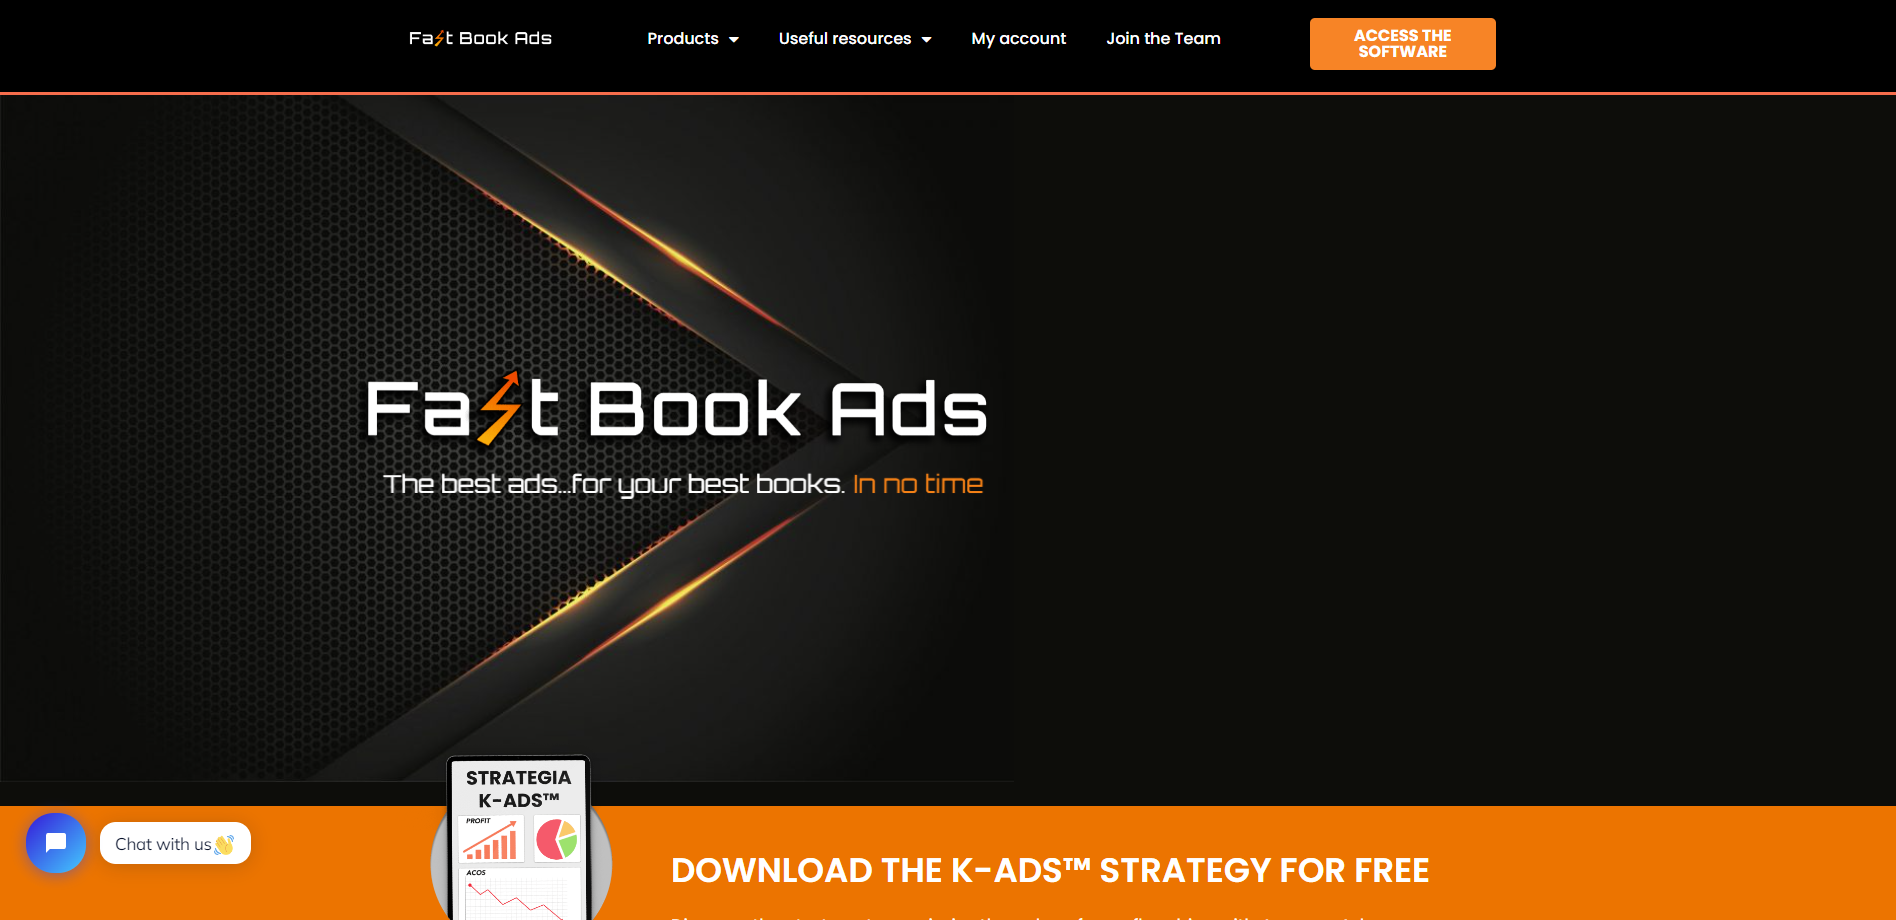 Fast Book Ads
Products
Useful resources
My account
Join the Team
ACCESS THE
SOFTWARE
Fast Book Ads
The best ads...for your best books. In no time
STRATEGIA
K-ADS™
PROFIT
ACOS
Chat with us👋
DOWNLOAD THE K-ADS™ STRATEGY FOR FREE